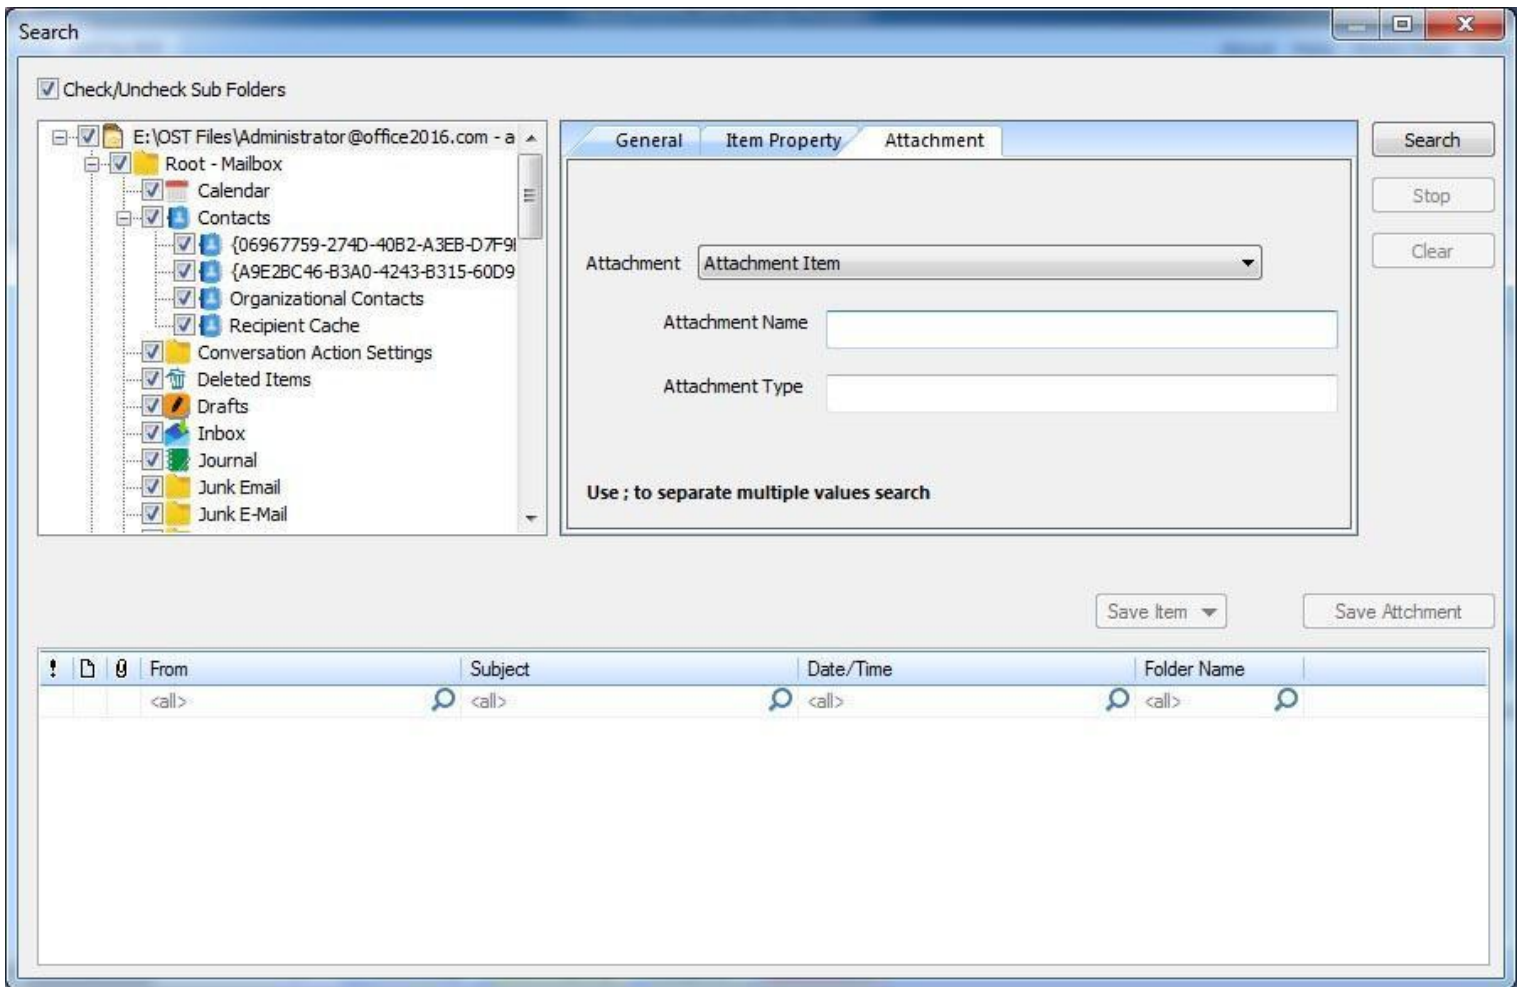 Search
Check/Uncheck Sub Folders
E:\OST Files\Administrator@office2016.com - a
Root - Mailbox
Calendar
Contacts
{06967759-274D-40B2-A3EB-D7F9
{A9E2BC46-B3A0-4243-B315-60D9
Organizational Contacts
Recipient Cache
Conversation Action Settings
Deleted Items
Drafts
Inbox
Journal
Junk Email
Junk E-Mail
General Item Property Attachment
Attachment Attachment Item
Attachment Name
Attachment Type
Use ; to separate multiple values search
Search
Stop
Clear
Save Item Save Attchment
! From Subject Date/Time Folder Name
<all> <all> <all> <all>